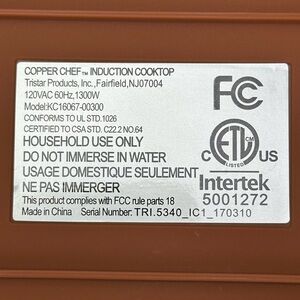 COPPER CHEF™ INDUCTION COOKTOP
Tristar Products, Inc., Fairfield, NJ07004
120VAC 60Hz, 1300W
Model:KC16067-00300
CONFORMS TO UL STD.1026
CERTIFIED TO CSA STD. C22.2 NO.64
HOUSEHOLD USE ONLY
DO NOT IMMERSE IN WATER
USAGE DOMESTIQUE SEULEMENT
NE PAS IMMERGER
This product complies with FCC rule parts 18
Made in China Serial Number: TRI.5340_IC1_170310
FC
C ETL US
LISTED
Intertek
5001272